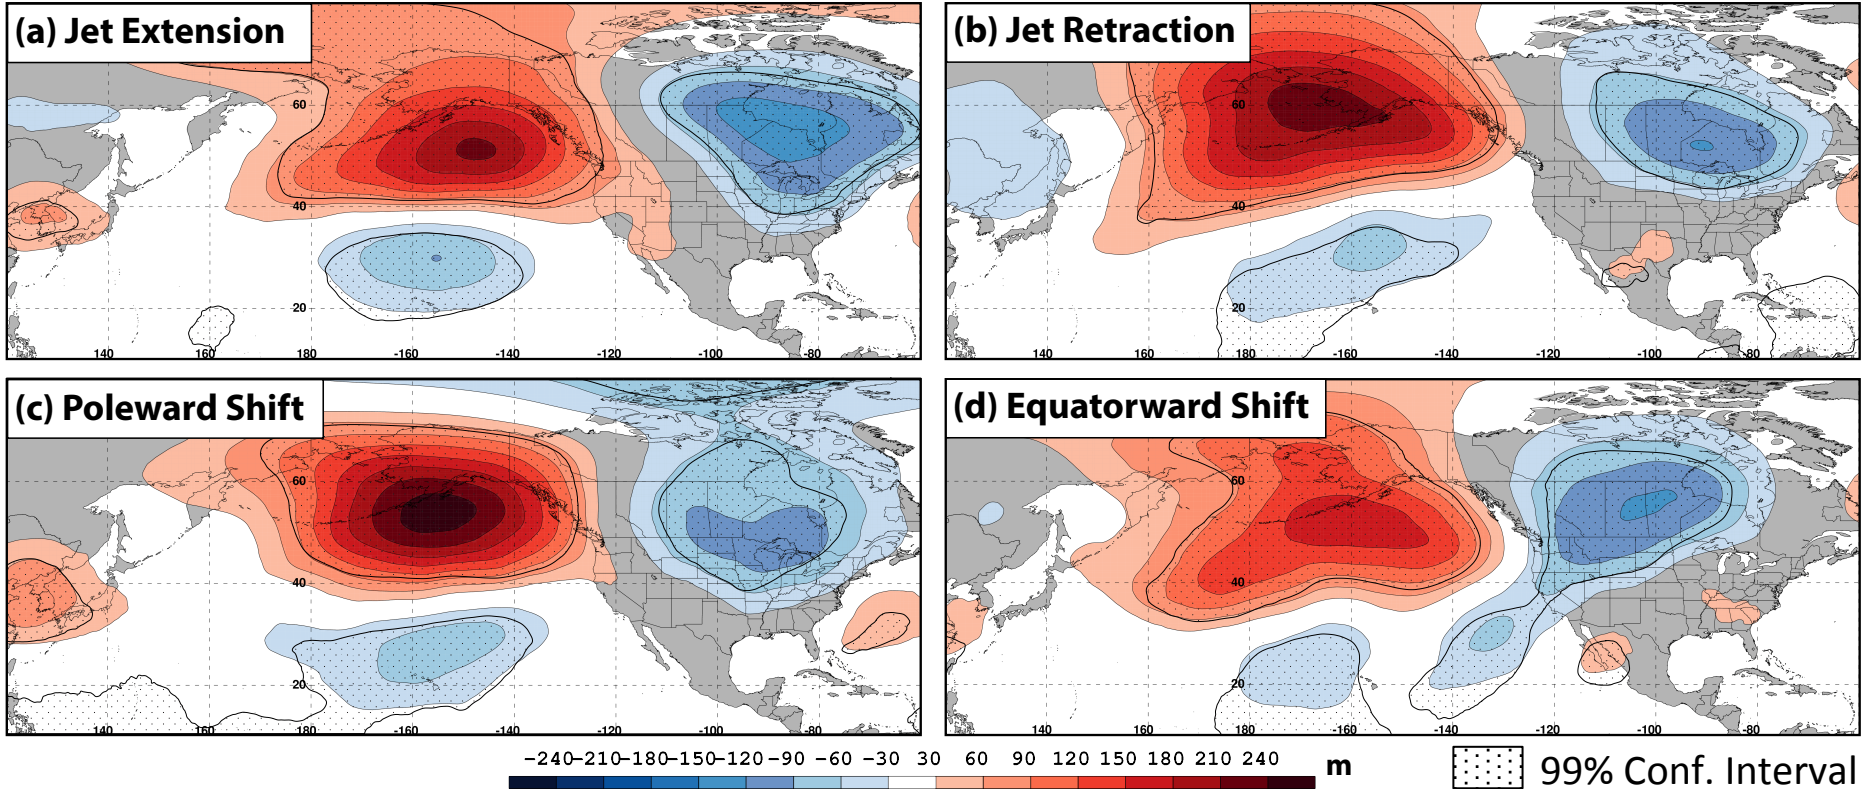 (a) Jet Extension
60
40
20
140 160 180 -160 -140 -120 -100 -80
(b) Jet Retraction
60
40
20
140 160 180 -160 -140 -120 -100 -80
(c) Poleward Shift
60
40
20
140 160 180 -160 -140 -120 -100 -80
(d) Equatorward Shift
60
40
20
140 160 180 -160 -140 -120 -100 -80
-240 -210 -180 -150 -120 -90 -60 -30 30 60 90 120 150 180 210 240 m
99% Conf. Interval